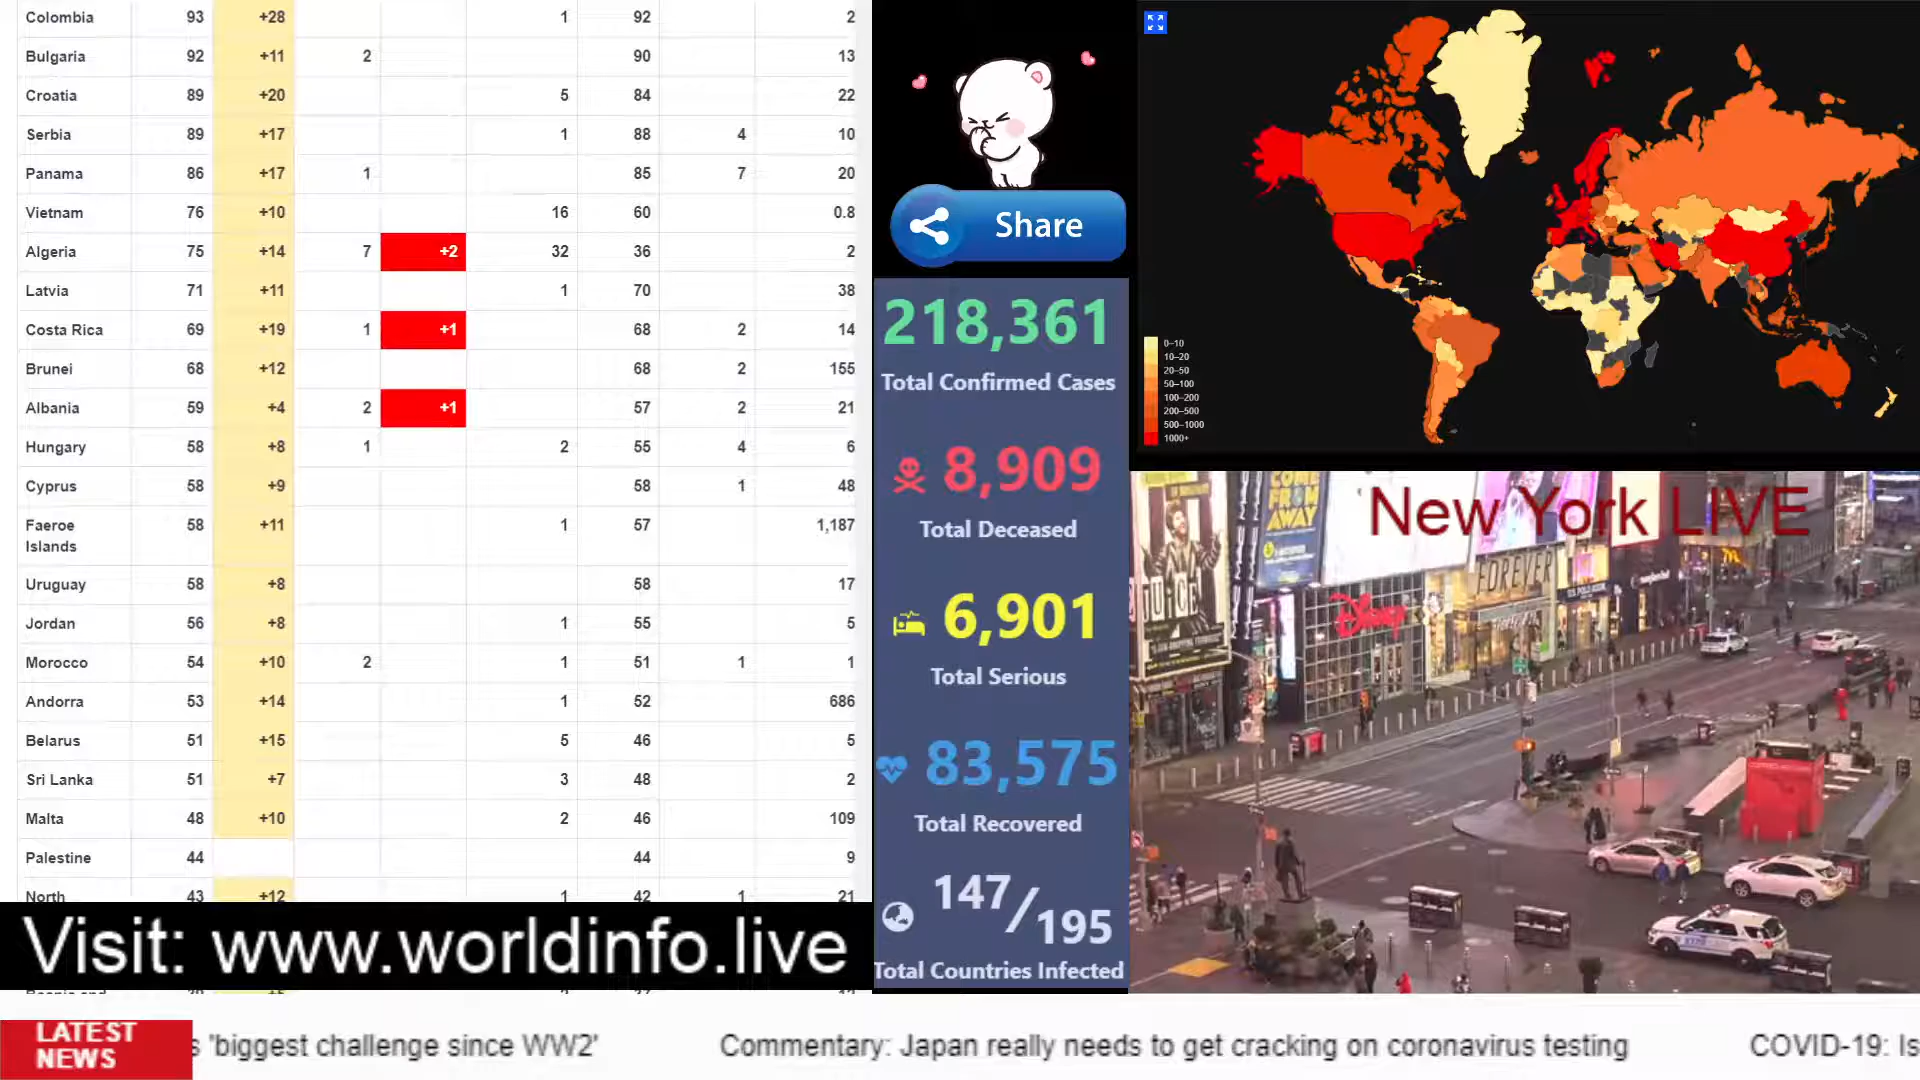 Colombia 93 +28 1 92 2
Bulgaria 92 +11 2 90 13
Croatia 89 +20 5 84 22
Serbia 89 +17 1 88 4 10
Panama 86 +17 1 85 7 20
Vietnam 76 +10 16 60 0.8
Algeria 75 +14 7 +2 32 36 2
Latvia 71 +11 1 70 38
Costa Rica 69 +19 1 +1 68 2 14
Brunei 68 +12 68 2 155
Albania 59 +4 2 +1 57 2 21
Hungary 58 +8 1 2 55 4 6
Cyprus 58 +9 58 1 48
Faeroe 58 +11 1 57 1,187
Islands
Uruguay 58 +8 58 17
Jordan 56 +8 1 55 5
Morocco 54 +10 2 1 51 1 1
Andorra 53 +14 1 52 686
Belarus 51 +15 5 46 5
Sri Lanka 51 +7 3 48 2
Malta 48 +10 2 46 109
Palestine 44 44 9
North 43 +12 1 42 1 21
Visit: www.worldinfo.live
Share
218,361
Total Confirmed Cases
8,909
Total Deceased
6,901
Total Serious
83,575
Total Recovered
147/195
Total Countries Infected
0–10
10–20
20–50
50–100
100–200
200–500
500–1000
1000+
New York LIVE
COME
FROM
AWAY
Disney
FOREVER
LATEST
NEWS
s 'biggest challenge since WW2' Commentary: Japan really needs to get cracking on coronavirus testing COVID-19: Is